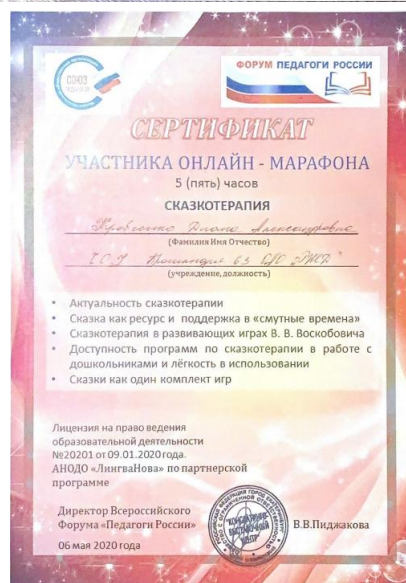 СОЮЗ
ФОРУМ ПЕДАГОГИ РОССИИ
СЕРТИФИКАТ
УЧАСТНИКА ОНЛАЙН - МАРАФОНА
5 (пять) часов
СКАЗКОТЕРАПИЯ
Диана Александровна
(Фамилия Имя Отчество)
63
(учреждение, должность)
• Актуальность сказкотерапии
• Сказка как ресурс и поддержка в «смутные времена»
• Сказкотерапия в развивающих играх В. В. Воскобовича
• Доступность программ по сказкотерапии в работе с
дошкольниками и лёгкость в использовании
• Сказки как один комплект игр
Лицензия на право ведения
образовательной деятельности
№20201 от 09.01.2020 года.
АНОДО «ЛингваНова» по партнерской
программе
Директор Всероссийского
Форума «Педагоги России»
В.В.Пиджакова
06 мая 2020 года